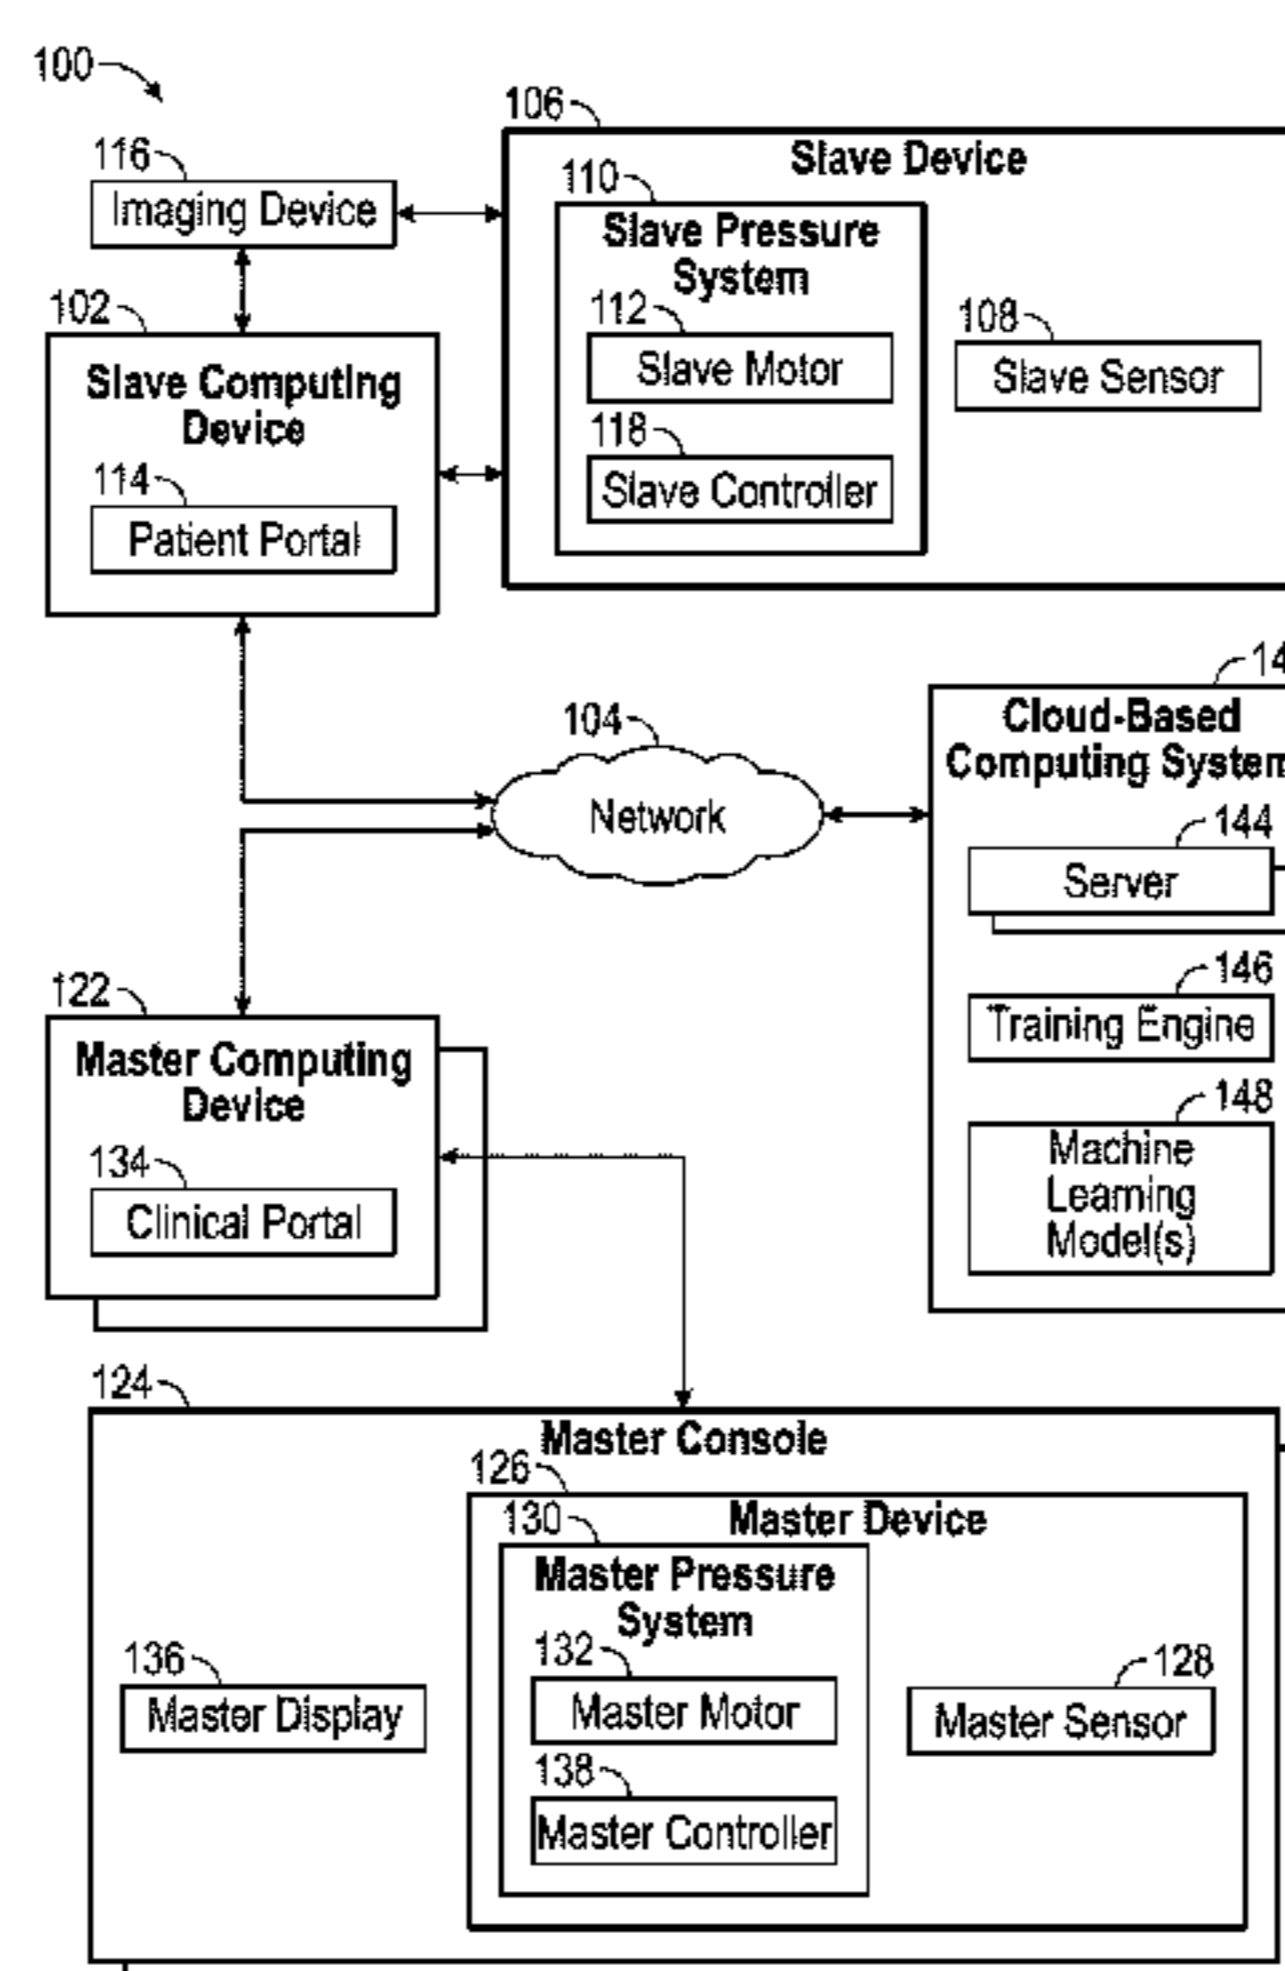 100
116
Imaging Device
106
Slave Device
110
Slave Pressure
System
112
Slave Motor
118
Slave Controller
108
Slave Sensor
102
Slave Computing
Device
114
Patient Portal
104
Network
14
Cloud-Based
Computing System
144
Server
146
Training Engine
148
Machine
Learning
Model(s)
122
Master Computing
Device
134
Clinical Portal
124
Master Console
126
Master Device
130
Master Pressure
System
132
Master Motor
138
Master Controller
136
Master Display
128
Master Sensor